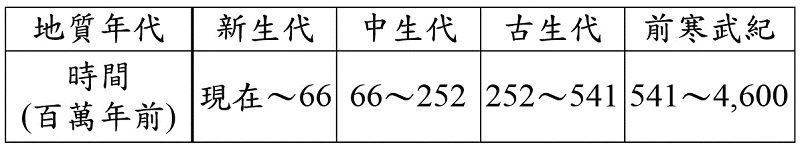 地質年代 新生代 中生代 古生代 前寒武紀
時間
(百萬年前) 現在～66 66～252 252～541 541～4,600